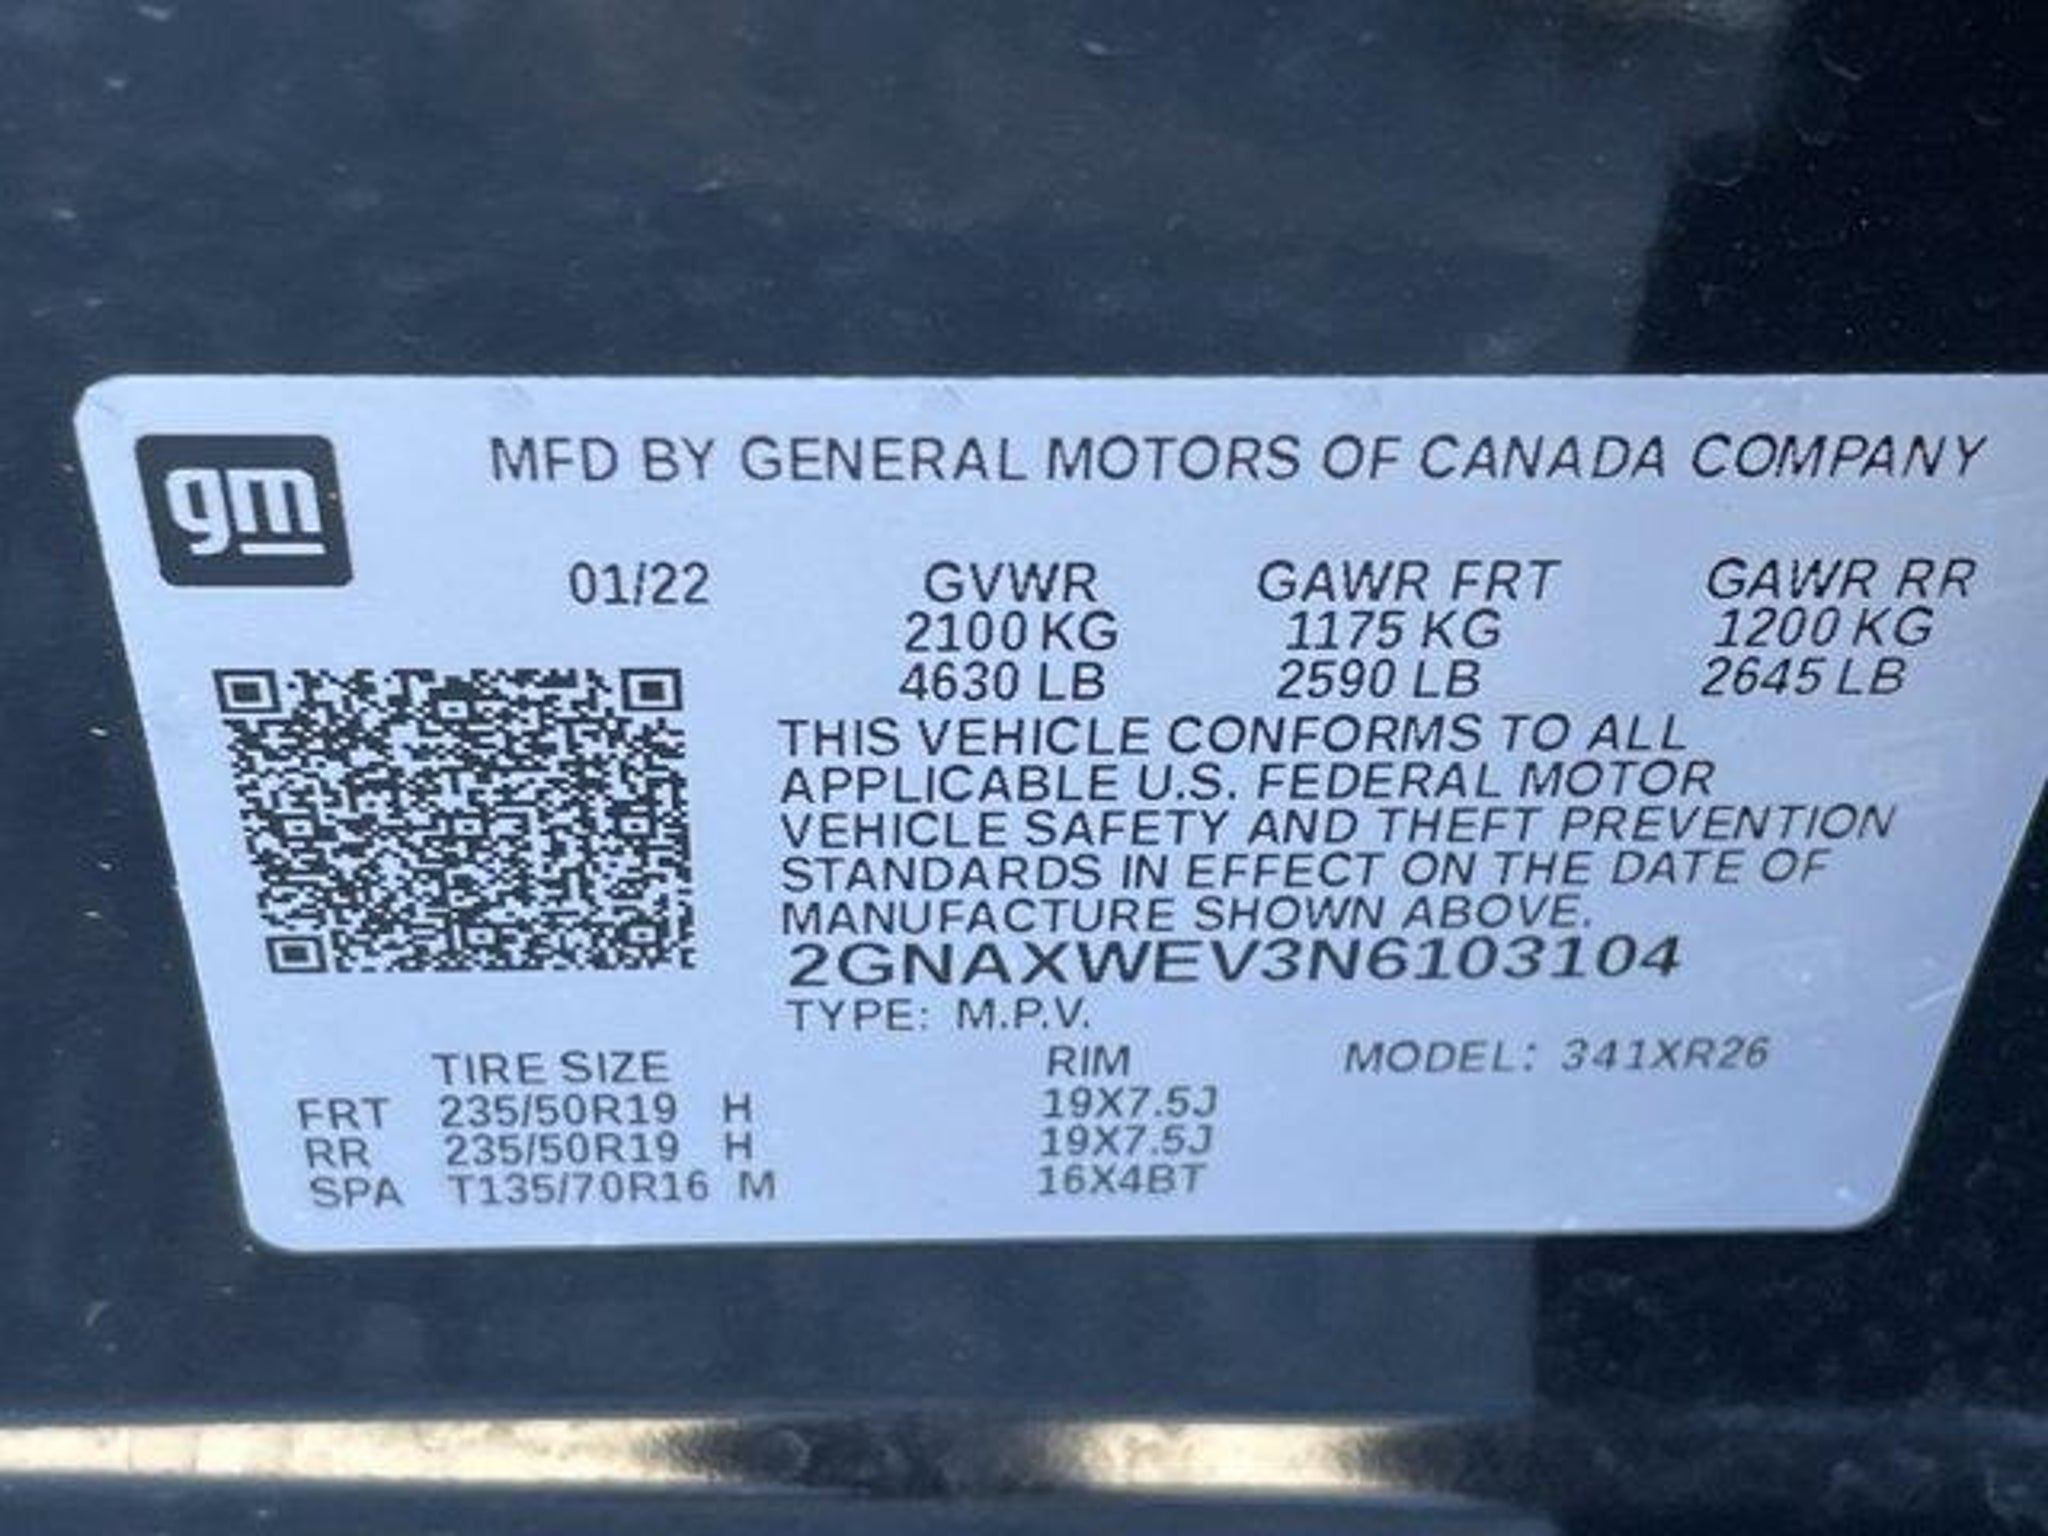 gm
MFD BY GENERAL MOTORS OF CANADA COMPANY
01/22 GVWR GAWR FRT GAWR RR
2100 KG 1175 KG 1200 KG
4630 LB 2590 LB 2645 LB
THIS VEHICLE CONFORMS TO ALL
APPLICABLE U.S. FEDERAL MOTOR
VEHICLE SAFETY AND THEFT PREVENTION
STANDARDS IN EFFECT ON THE DATE OF
MANUFACTURE SHOWN ABOVE.
2GNAXWEV3N6103104
TYPE: M.P.V.
TIRE SIZE RIM MODEL: 341XR26
FRT 235/50R19 H 19X7.5J
RR 235/50R19 H 19X7.5J
SPA T135/70R16 M 16X4BT